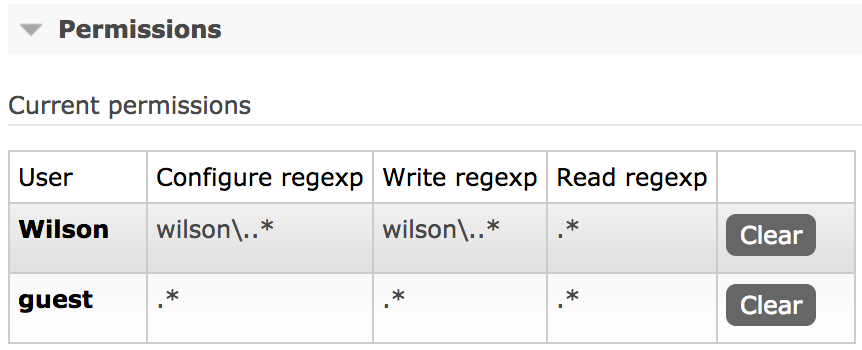 Permissions
Current permissions
User Configure regexp Write regexp Read regexp
Wilson wilson\..* wilson\..* .* Clear
guest .* .* .* Clear